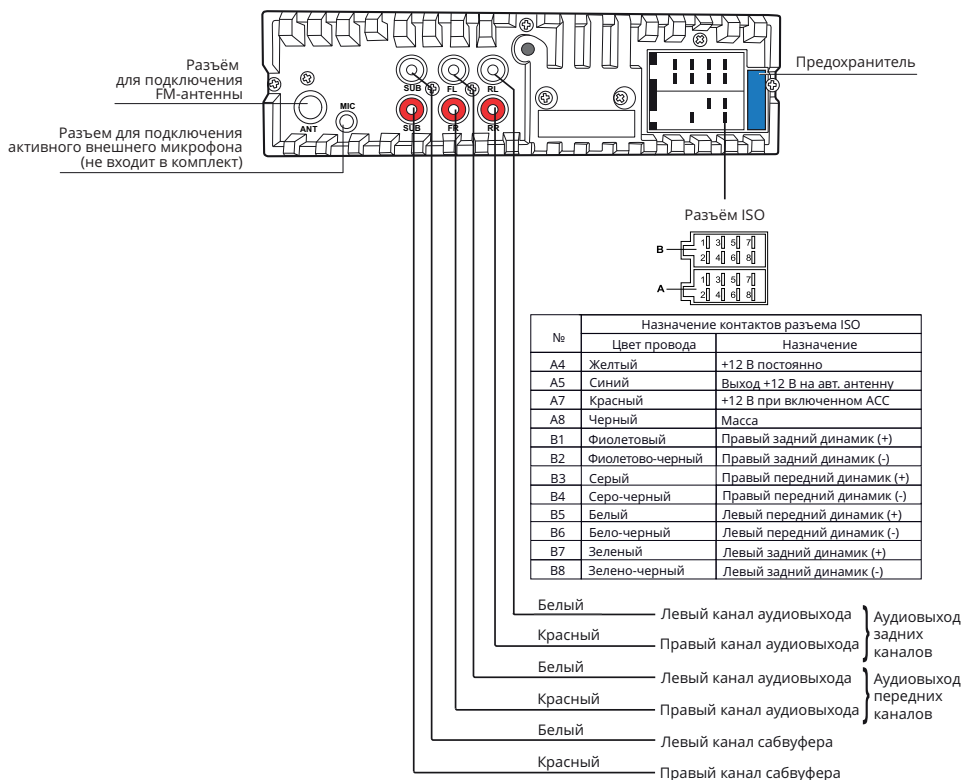 Разъём
для подключения
FM-антенны
Разъем для подключения
активного внешнего микрофона
(не входит в комплект)
ANT
MIC
SUB
FL
RL
SUB
FR
RR
Предохранитель
Разъём ISO
B
1 3 5 7
2 4 6 8
A
1 3 5 7
2 4 6 8
№ Назначение контактов разъема ISO
Цвет провода Назначение
A4 Желтый +12 В постоянно
A5 Синий Выход +12 В на авт. антенну
A7 Красный +12 В при включенном ACC
A8 Черный Масса
B1 Фиолетовый Правый задний динамик (+)
B2 Фиолетово-черный Правый задний динамик (-)
B3 Серый Правый передний динамик (+)
B4 Серо-черный Правый передний динамик (-)
B5 Белый Левый передний динамик (+)
B6 Бело-черный Левый передний динамик (-)
B7 Зеленый Левый задний динамик (+)
B8 Зелено-черный Левый задний динамик (-)
Белый Левый канал аудиовыхода
Красный Правый канал аудиовыхода
Аудиовыход
задних
каналов
Белый Левый канал аудиовыхода
Красный Правый канал аудиовыхода
Аудиовыход
передних
каналов
Белый Левый канал сабвуфера
Красный Правый канал сабвуфера